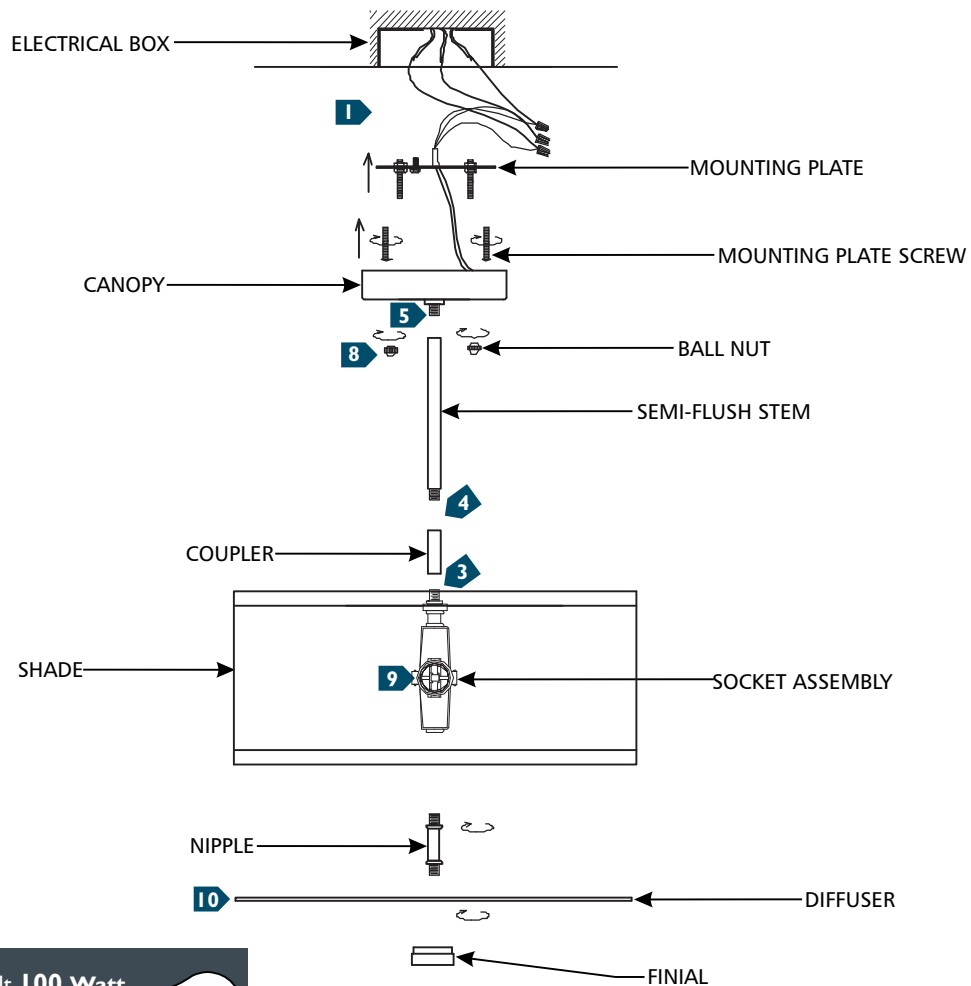 ELECTRICAL BOX
1
MOUNTING PLATE
MOUNTING PLATE SCREW
CANOPY
5
8
BALL NUT
SEMI-FLUSH STEM
4
COUPLER
3
SHADE
9
SOCKET ASSEMBLY
NIPPLE
10
DIFFUSER
100 Watt
FINIAL